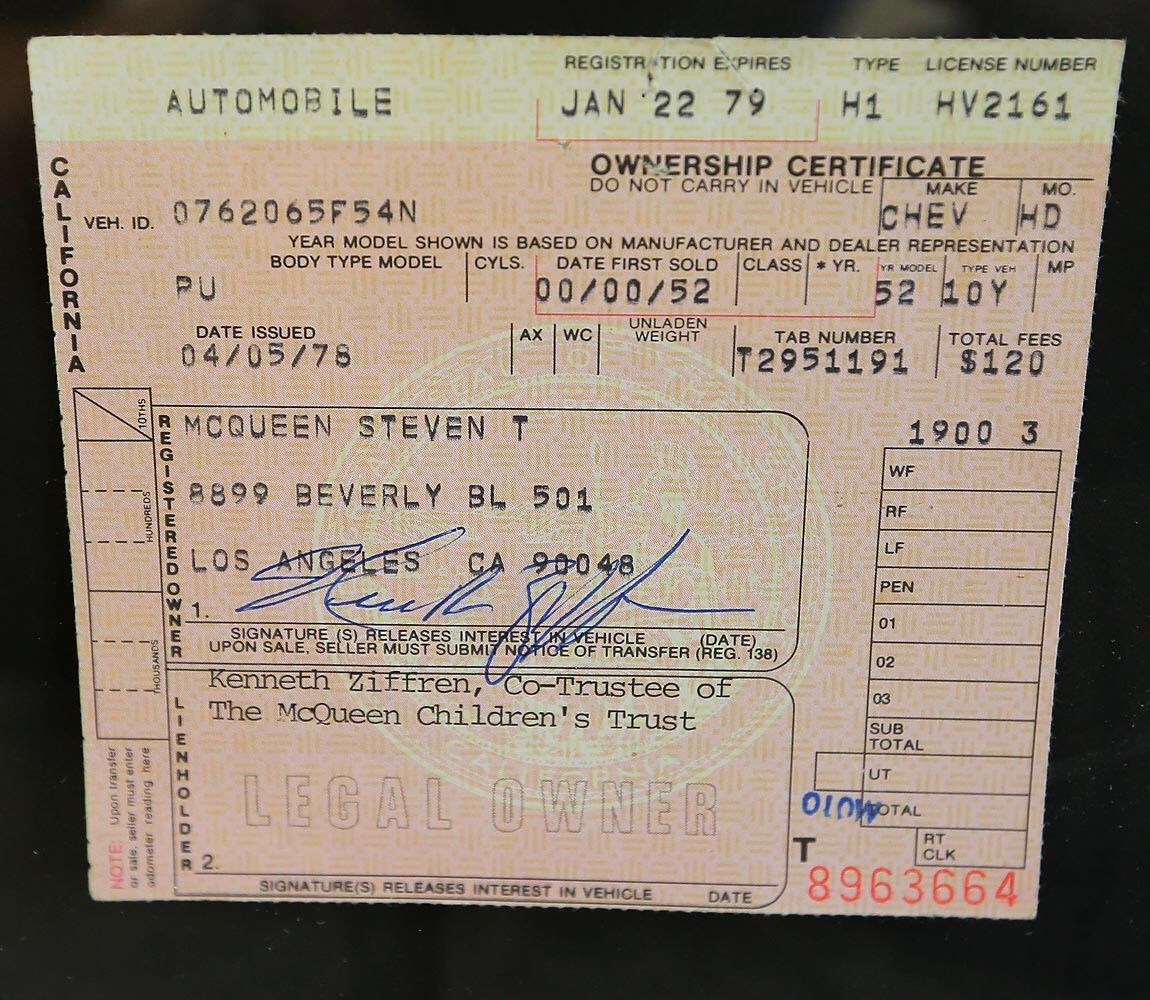 REGISTRATION EXPIRES TYPE LICENSE NUMBER
AUTOMOBILE JAN 22 79 H1 HV2161
CALIFORNIA
OWNERSHIP CERTIFICATE
DO NOT CARRY IN VEHICLE MAKE MO.
VEH. ID. 0762065F54N CHEV HD
YEAR MODEL SHOWN IS BASED ON MANUFACTURER AND DEALER REPRESENTATION
BODY TYPE MODEL CYLS. DATE FIRST SOLD CLASS * YR. YR MODEL TYPE VEH MP
PU 00/00/52 52 10Y
DATE ISSUED AX WC UNLADEN WEIGHT TAB NUMBER TOTAL FEES
04/05/78 T2951191 $120
10THS
HUNDREDS
THOUSANDS
REGISTERED OWNER
MCQUEEN STEVEN T
1900 3
8899 BEVERLY BL 501
LOS ANGELES CA 90048
1.
SIGNATURE (S) RELEASES INTEREST IN VEHICLE (DATE)
UPON SALE, SELLER MUST SUBMIT NOTICE OF TRANSFER (REG. 138)
WF
RF
LF
PEN
01
02
03
SUB
TOTAL
UT
TOTAL
RT
CLK
LIENHOLDER
Kenneth Ziffren, Co-Trustee of
The McQueen Children's Trust
LEGAL OWNER
2.
SIGNATURE(S) RELEASES INTEREST IN VEHICLE DATE
NOTE: Upon transfer
or sale, seller must enter
odometer reading here
T
8963664